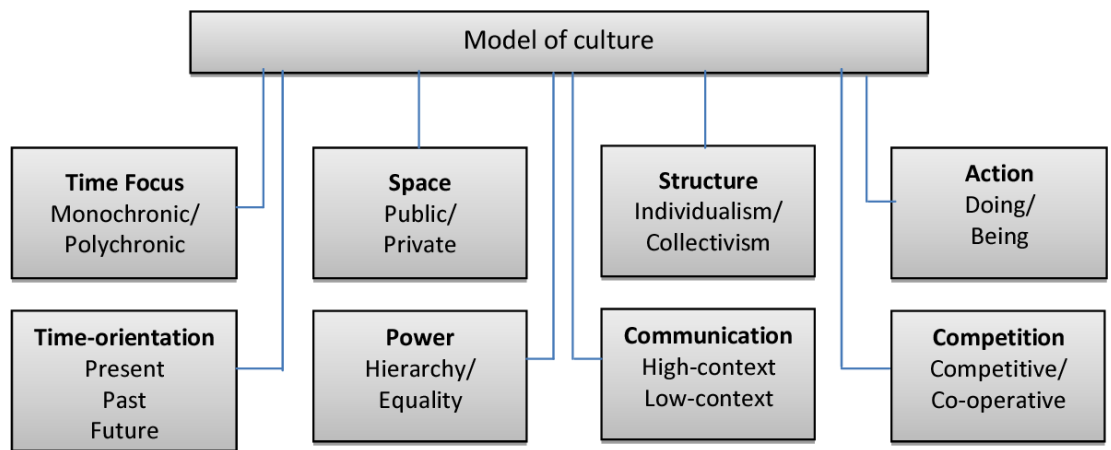 Model of culture
Time Focus
Monochronic/
Polychronic
Space
Public/
Private
Structure
Individualism/
Collectivism
Action
Doing/
Being
Time-orientation
Present
Past
Future
Power
Hierarchy/
Equality
Communication
High-context
Low-context
Competition
Competitive/
Co-operative